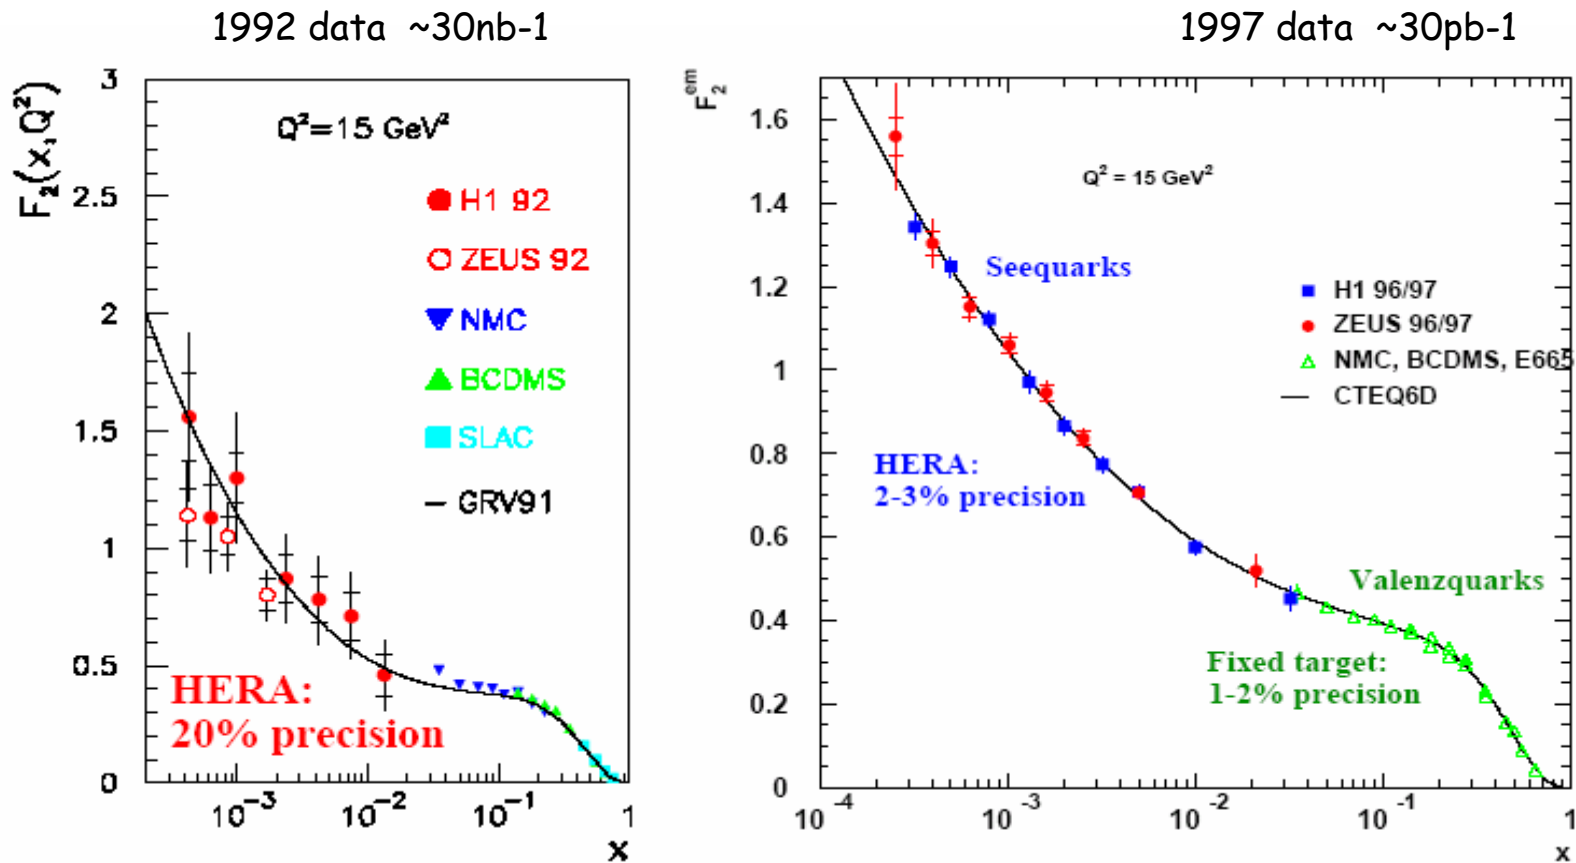 1992 data ~30nb-1
3
2.5
2
1.5
1
0.5
0
F₂(x,Q²)
Q²=15 GeV²
H1 92
ZEUS 92
NMC
BCDMS
SLAC
GRV91
HERA:
20% precision
10⁻³ 10⁻² 10⁻¹ 1
x
1997 data ~30pb-1
F₂ᵉᵐ
1.6
1.4
1.2
1
0.8
0.6
0.4
0.2
0
Q² = 15 GeV²
Seequarks
H1 96/97
ZEUS 96/97
NMC, BCDMS, E665
CTEQ6D
HERA:
2-3% precision
Valenzquarks
Fixed target:
1-2% precision
10⁻⁴ 10⁻³ 10⁻² 10⁻¹ 1
x